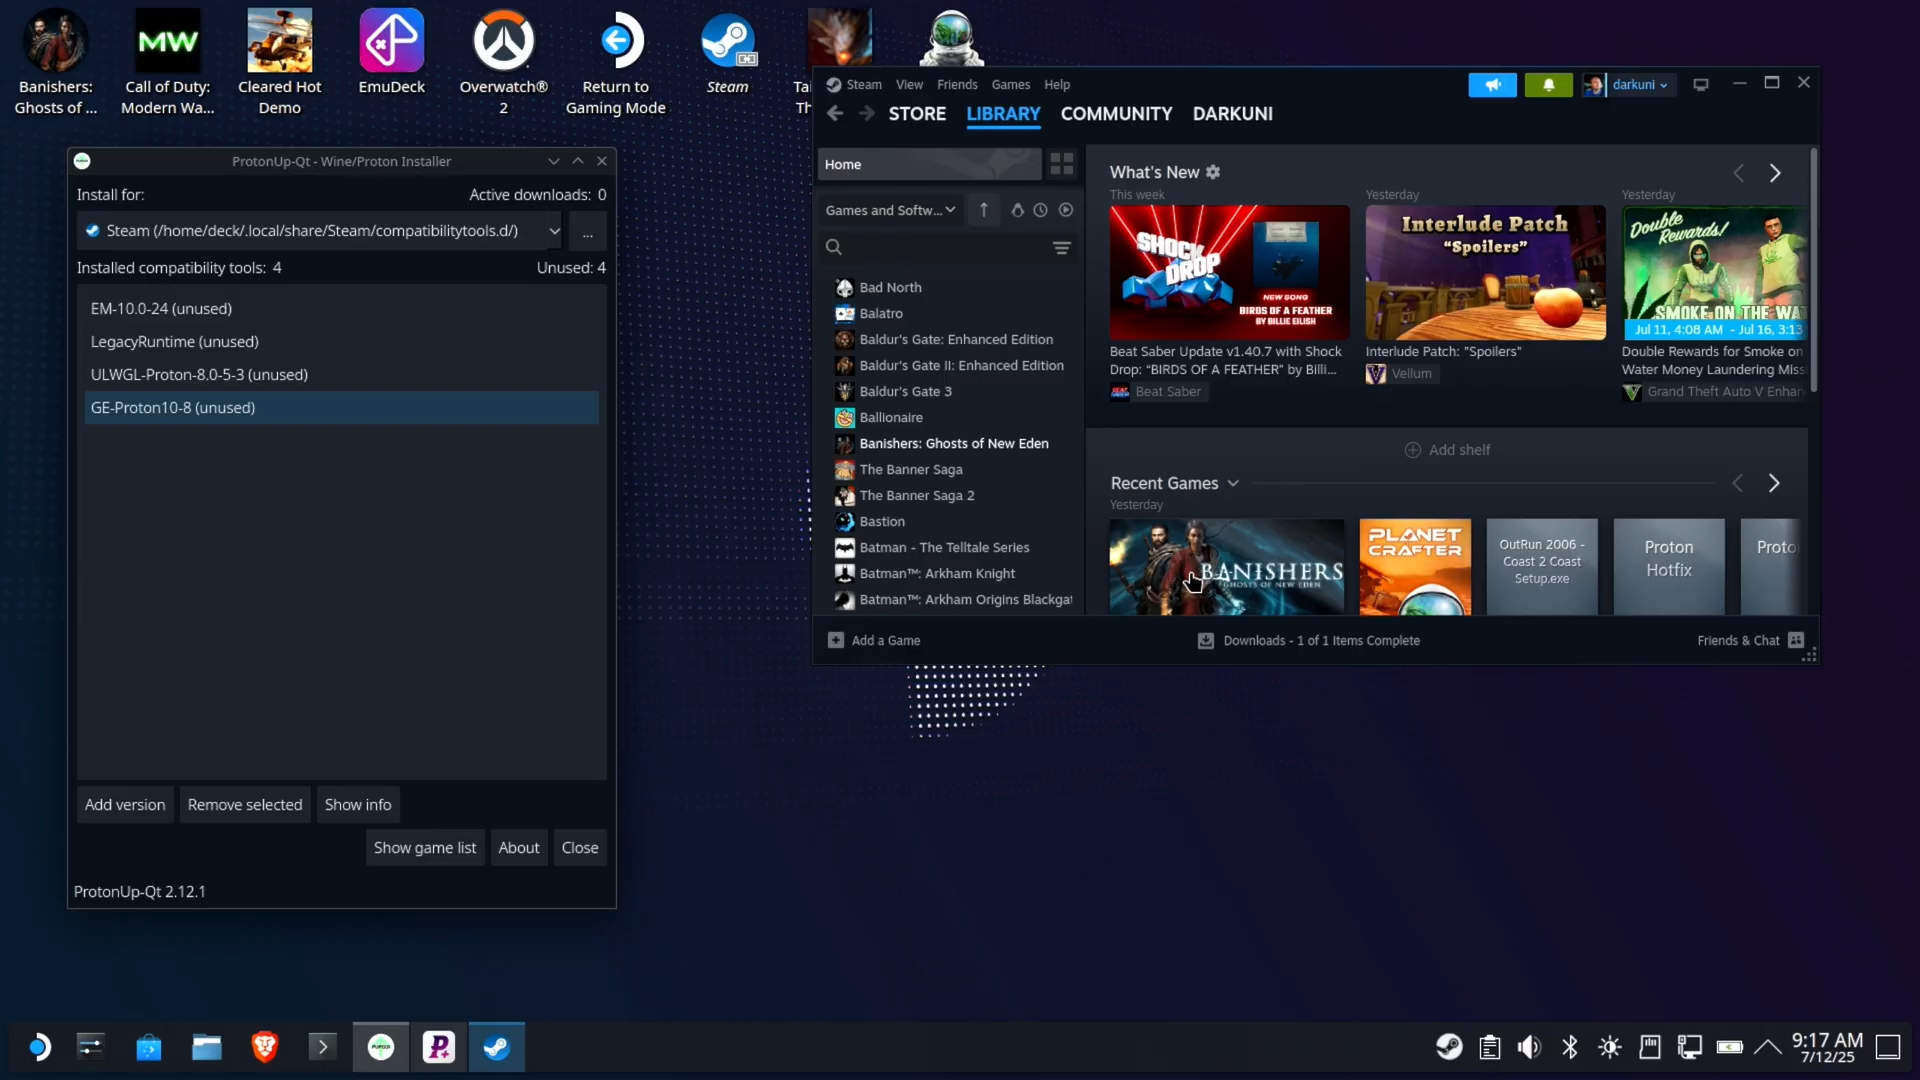 Banishers:
Ghosts of ...
MW
Call of Duty:
Modern Wa...
Cleared Hot
Demo
EmuDeck
Overwatch®
2
Return to
Gaming Mode
Steam
Tai
Th
ProtonUp-Qt - Wine/Proton Installer
Install for:
Active downloads: 0
Steam (/home/deck/.local/share/Steam/compatibilitytools.d/)
...
Installed compatibility tools: 4
Unused: 4
EM-10.0-24 (unused)
LegacyRuntime (unused)
ULWGL-Proton-8.0-5-3 (unused)
GE-Proton10-8 (unused)
Add version
Remove selected
Show info
Show game list
About
Close
ProtonUp-Qt 2.12.1
Steam
View
Friends
Games
Help
darkuni
STORE
LIBRARY
COMMUNITY
DARKUNI
Home
Games and Softw...
Bad North
Balatro
Baldur's Gate: Enhanced Edition
Baldur's Gate II: Enhanced Edition
Baldur's Gate 3
Ballionaire
Banishers: Ghosts of New Eden
The Banner Saga
The Banner Saga 2
Bastion
Batman - The Telltale Series
Batman™: Arkham Knight
Batman™: Arkham Origins Blackgat
What's New
This week
SHOCK
DROP
NEW SONG
BIRDS OF A FEATHER
BY BILLIE EILISH
Beat Saber Update v1.40.7 with Shock
Drop: “BIRDS OF A FEATHER” by Billi...
Beat Saber
Yesterday
Interlude Patch
"Spoilers"
Interlude Patch: "Spoilers"
Vellum
Yesterday
Double
Rewards!
SMOKE ON THE WAT
Jul 11, 4:08 AM - Jul 16, 3:13
Double Rewards for Smoke on
Water Money Laundering Miss
Grand Theft Auto V Enhan
Add shelf
Recent Games
Yesterday
BANISHERS
GHOSTS OF NEW EDEN
PLANET
CRAFTER
OutRun 2006 -
Coast 2 Coast
Setup.exe
Proton
Hotfix
Proto
Add a Game
Downloads - 1 of 1 Items Complete
Friends & Chat
9:17 AM
7/12/25